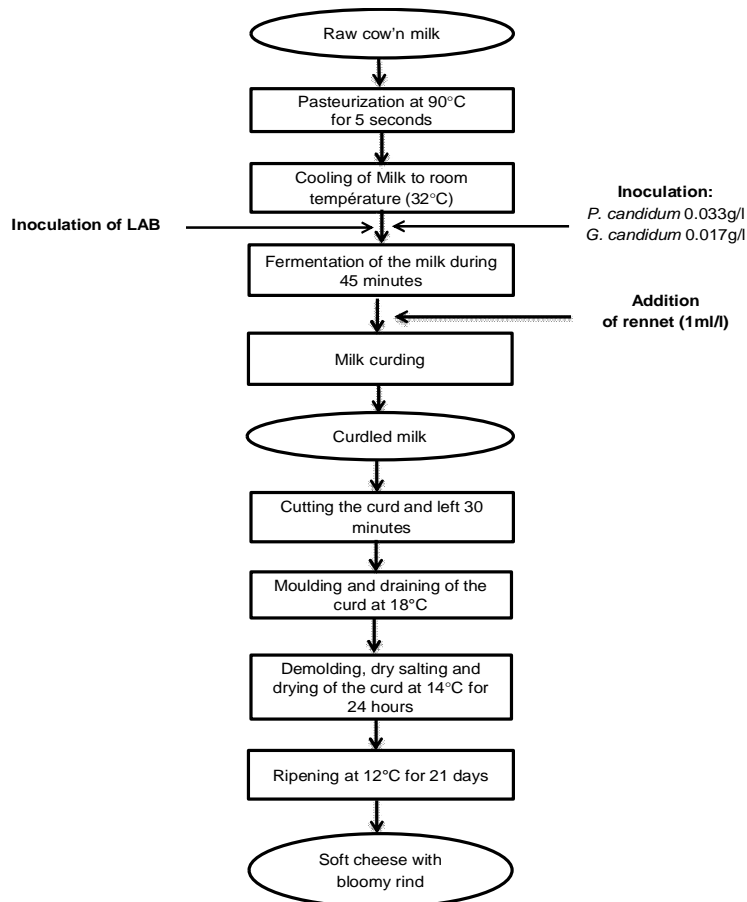 Raw cow'n milk
Pasteurization at 90°C
for 5 seconds
Cooling of Milk to room
température (32°C)
Inoculation of LAB
Inoculation:
P. candidum 0.033g/l
G. candidum 0.017g/l
Fermentation of the milk during
45 minutes
Addition
of rennet (1ml/l)
Milk curding
Curdled milk
Cutting the curd and left 30
minutes
Moulding and draining of the
curd at 18°C
Demolding, dry salting and
drying of the curd at 14°C for
24 hours
Ripening at 12°C for 21 days
Soft cheese with
bloomy rind